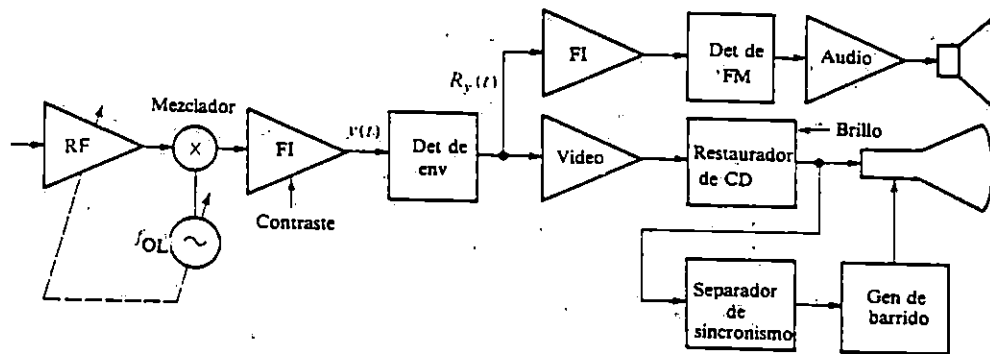 RF
Mezclador
X
f_OL
FI
Contraste
y(t)
Det de
env
R_y(t)
FI
Det de
FM
Audio
Video
Restaurador
de CD
Brillo
Separador
de
sincronismo
Gen de
barrido